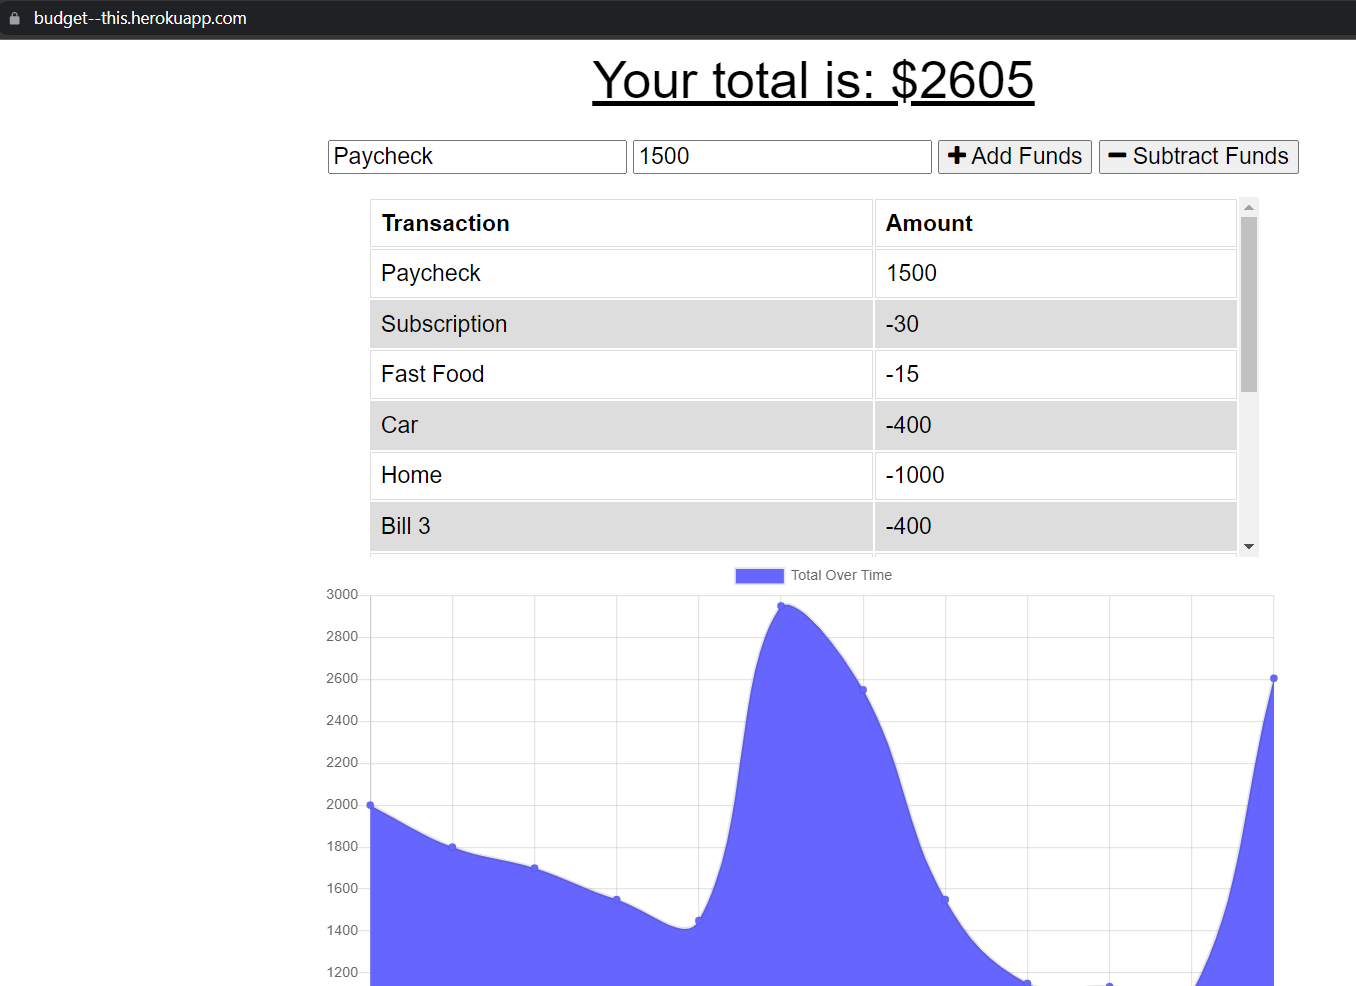 budget--this.herokuapp.com
Your total is: $2605
Paycheck 1500 Add Funds Subtract Funds
Transaction Amount
Paycheck 1500
Subscription -30
Fast Food -15
Car -400
Home -1000
Bill 3 -400
Total Over Time
3000
2800
2600
2400
2200
2000
1800
1600
1400
1200